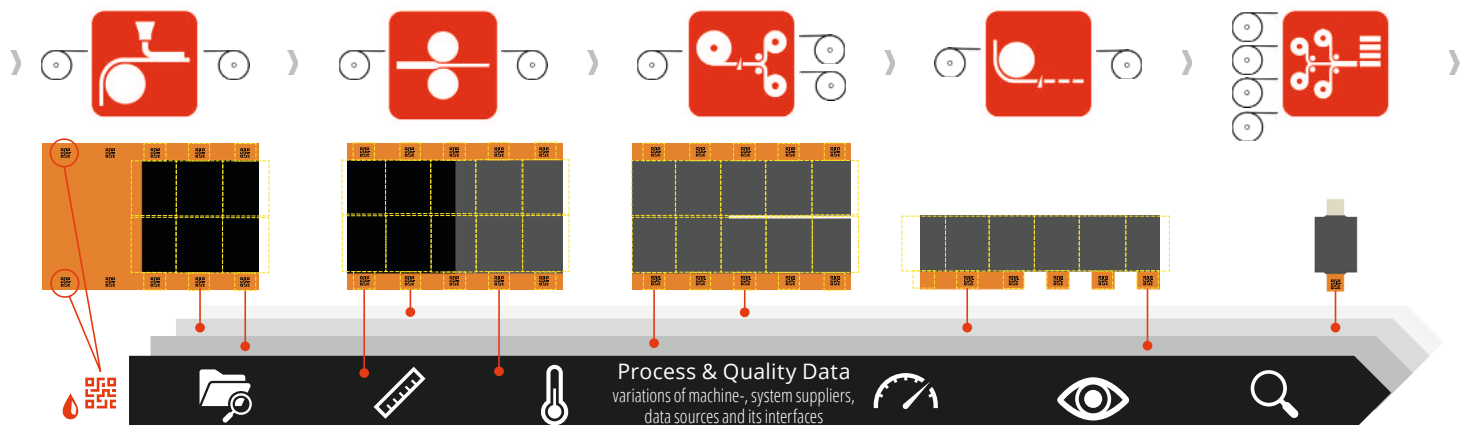 Process & Quality Data
variations of machine-, system suppliers,
data sources and its interfaces